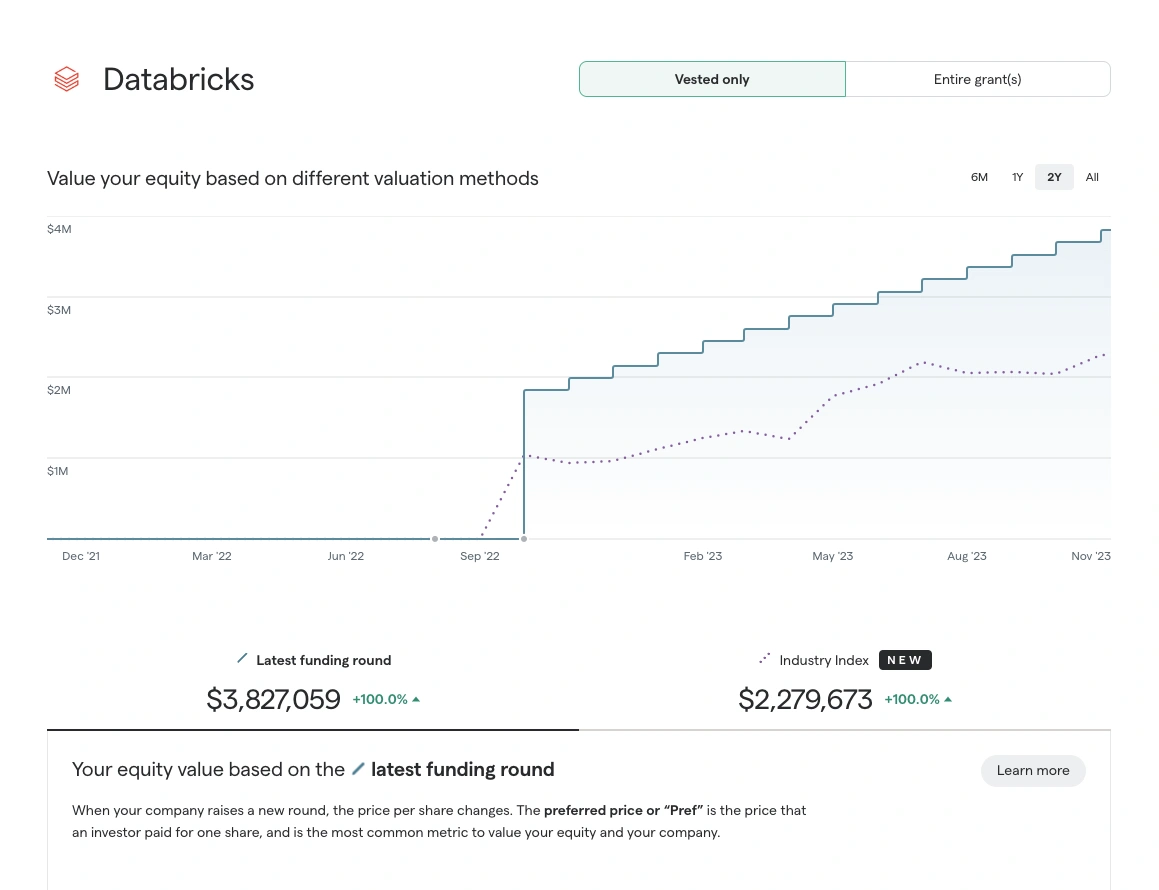 Databricks
Vested only
Entire grant(s)
Value your equity based on different valuation methods
6M 1Y 2Y All
$4M
$3M
$2M
$1M
Dec '21 Mar '22 Jun '22 Sep '22 Feb '23 May '23 Aug '23 Nov '23
Latest funding round
$3,827,059 +100.0%
Industry Index NEW
$2,279,673 +100.0%
Your equity value based on the latest funding round
Learn more
When your company raises a new round, the price per share changes. The preferred price or “Pref” is the price that
an investor paid for one share, and is the most common metric to value your equity and your company.